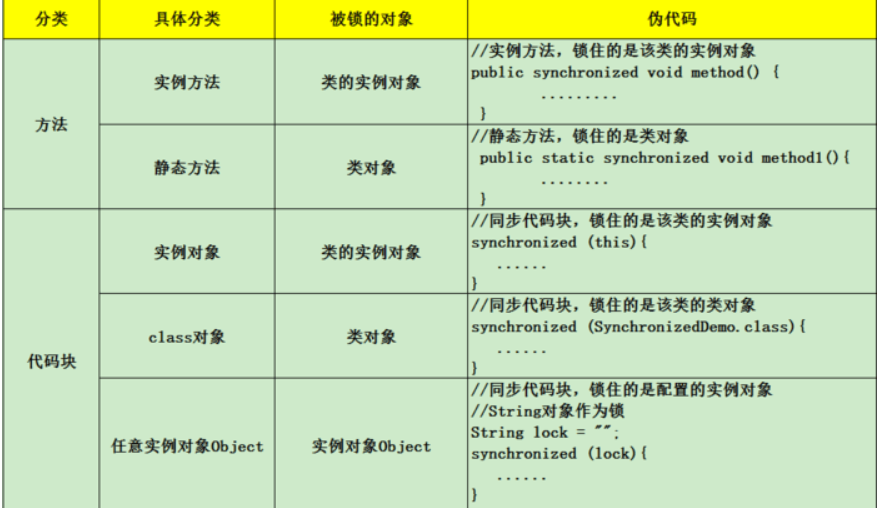 分类 具体分类 被锁的对象 伪代码
方法
实例方法 类的实例对象
//实例方法，锁住的是该类的实例对象
public synchronized void method() {
.........
}
静态方法 类对象
//静态方法，锁住的是类对象
public static synchronized void method1(){
........
}
代码块
实例对象 类的实例对象
//同步代码块，锁住的是该类的实例对象
synchronized (this){
......
}
class对象 类对象
//同步代码块，锁住的是该类的类对象
synchronized (SynchronizedDemo.class){
......
}
任意实例对象Object 实例对象Object
//同步代码块，锁住的是配置的实例对象
//String对象作为锁
String lock = "";
synchronized (lock){
......
}